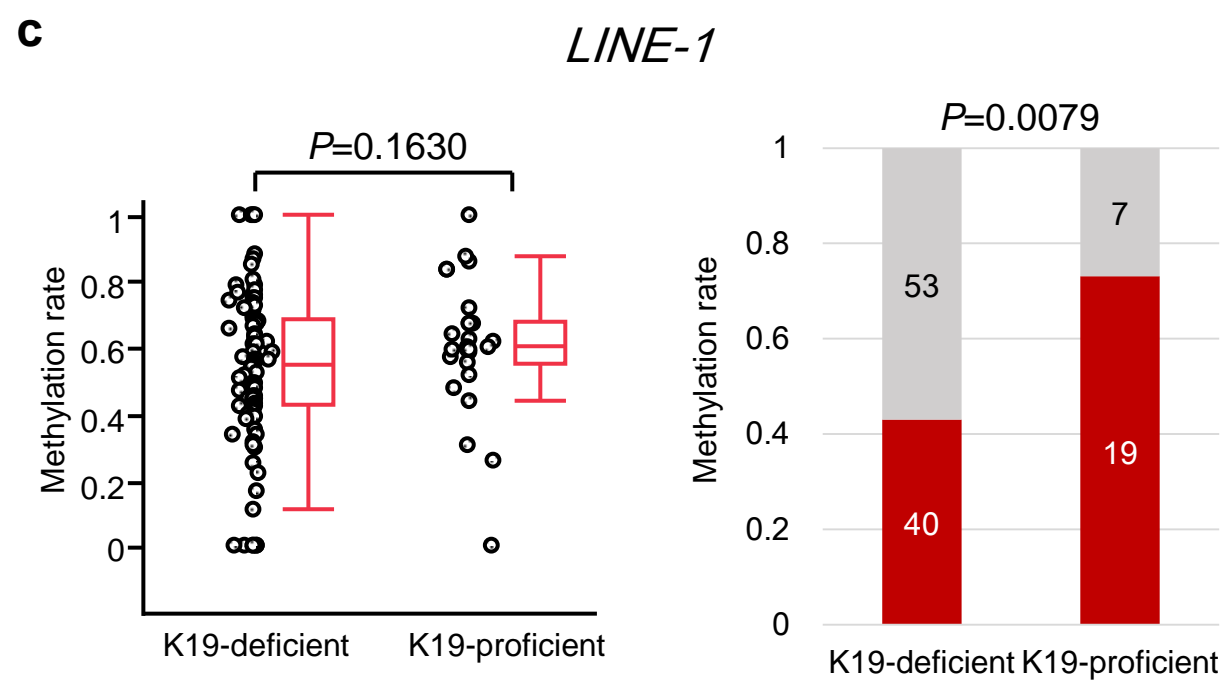 c
LINE-1
P=0.1630
Methylation rate
1
0.8
0.6
0.4
0.2
0
K19-deficient
K19-proficient
P=0.0079
Methylation rate
1
0.8
0.6
0.4
0.2
0
53
40
7
19
K19-deficient
K19-proficient